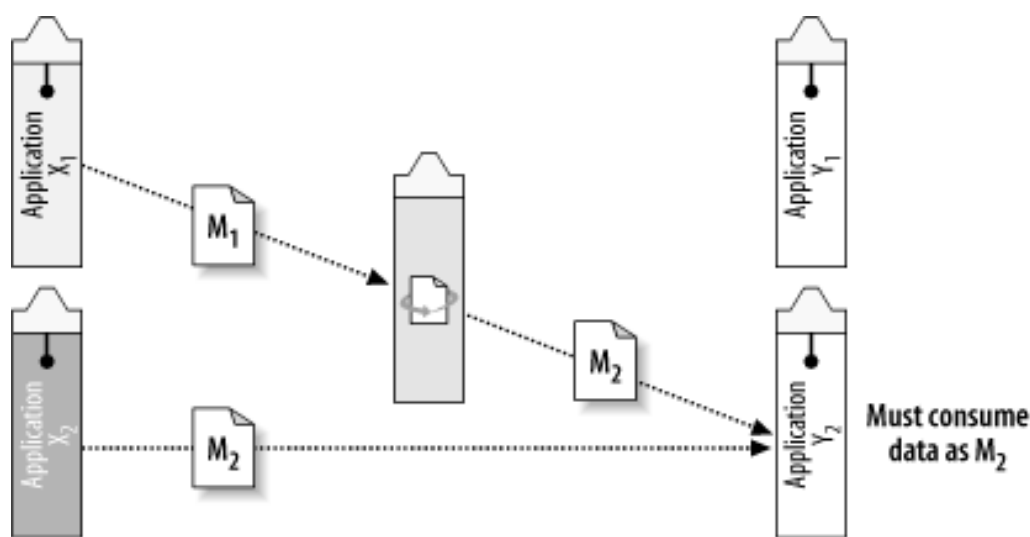 Application
X₁
Application
Y₁
M₁
M₂
Application
X₂
M₂
Application
Y₂
Must consume
data as M₂